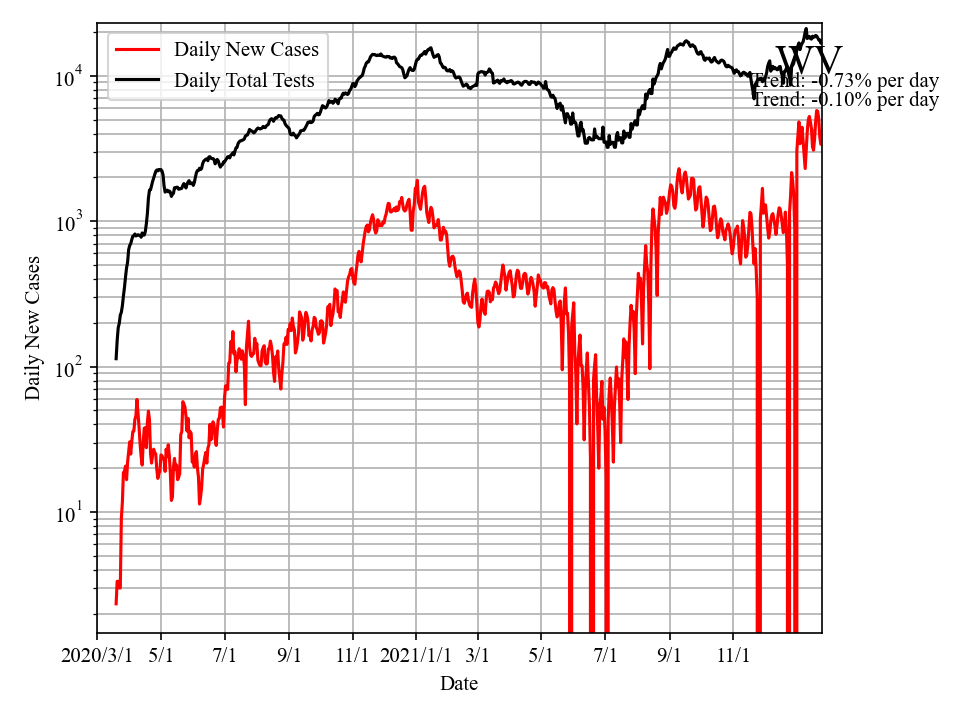 Daily New Cases
Daily Total Tests
WV
Trend: -0.73% per day
Trend: -0.10% per day
10^4
10^3
10^2
10^1
Daily New Cases
2020/3/1 5/1 7/1 9/1 11/1 2021/1/1 3/1 5/1 7/1 9/1 11/1
Date